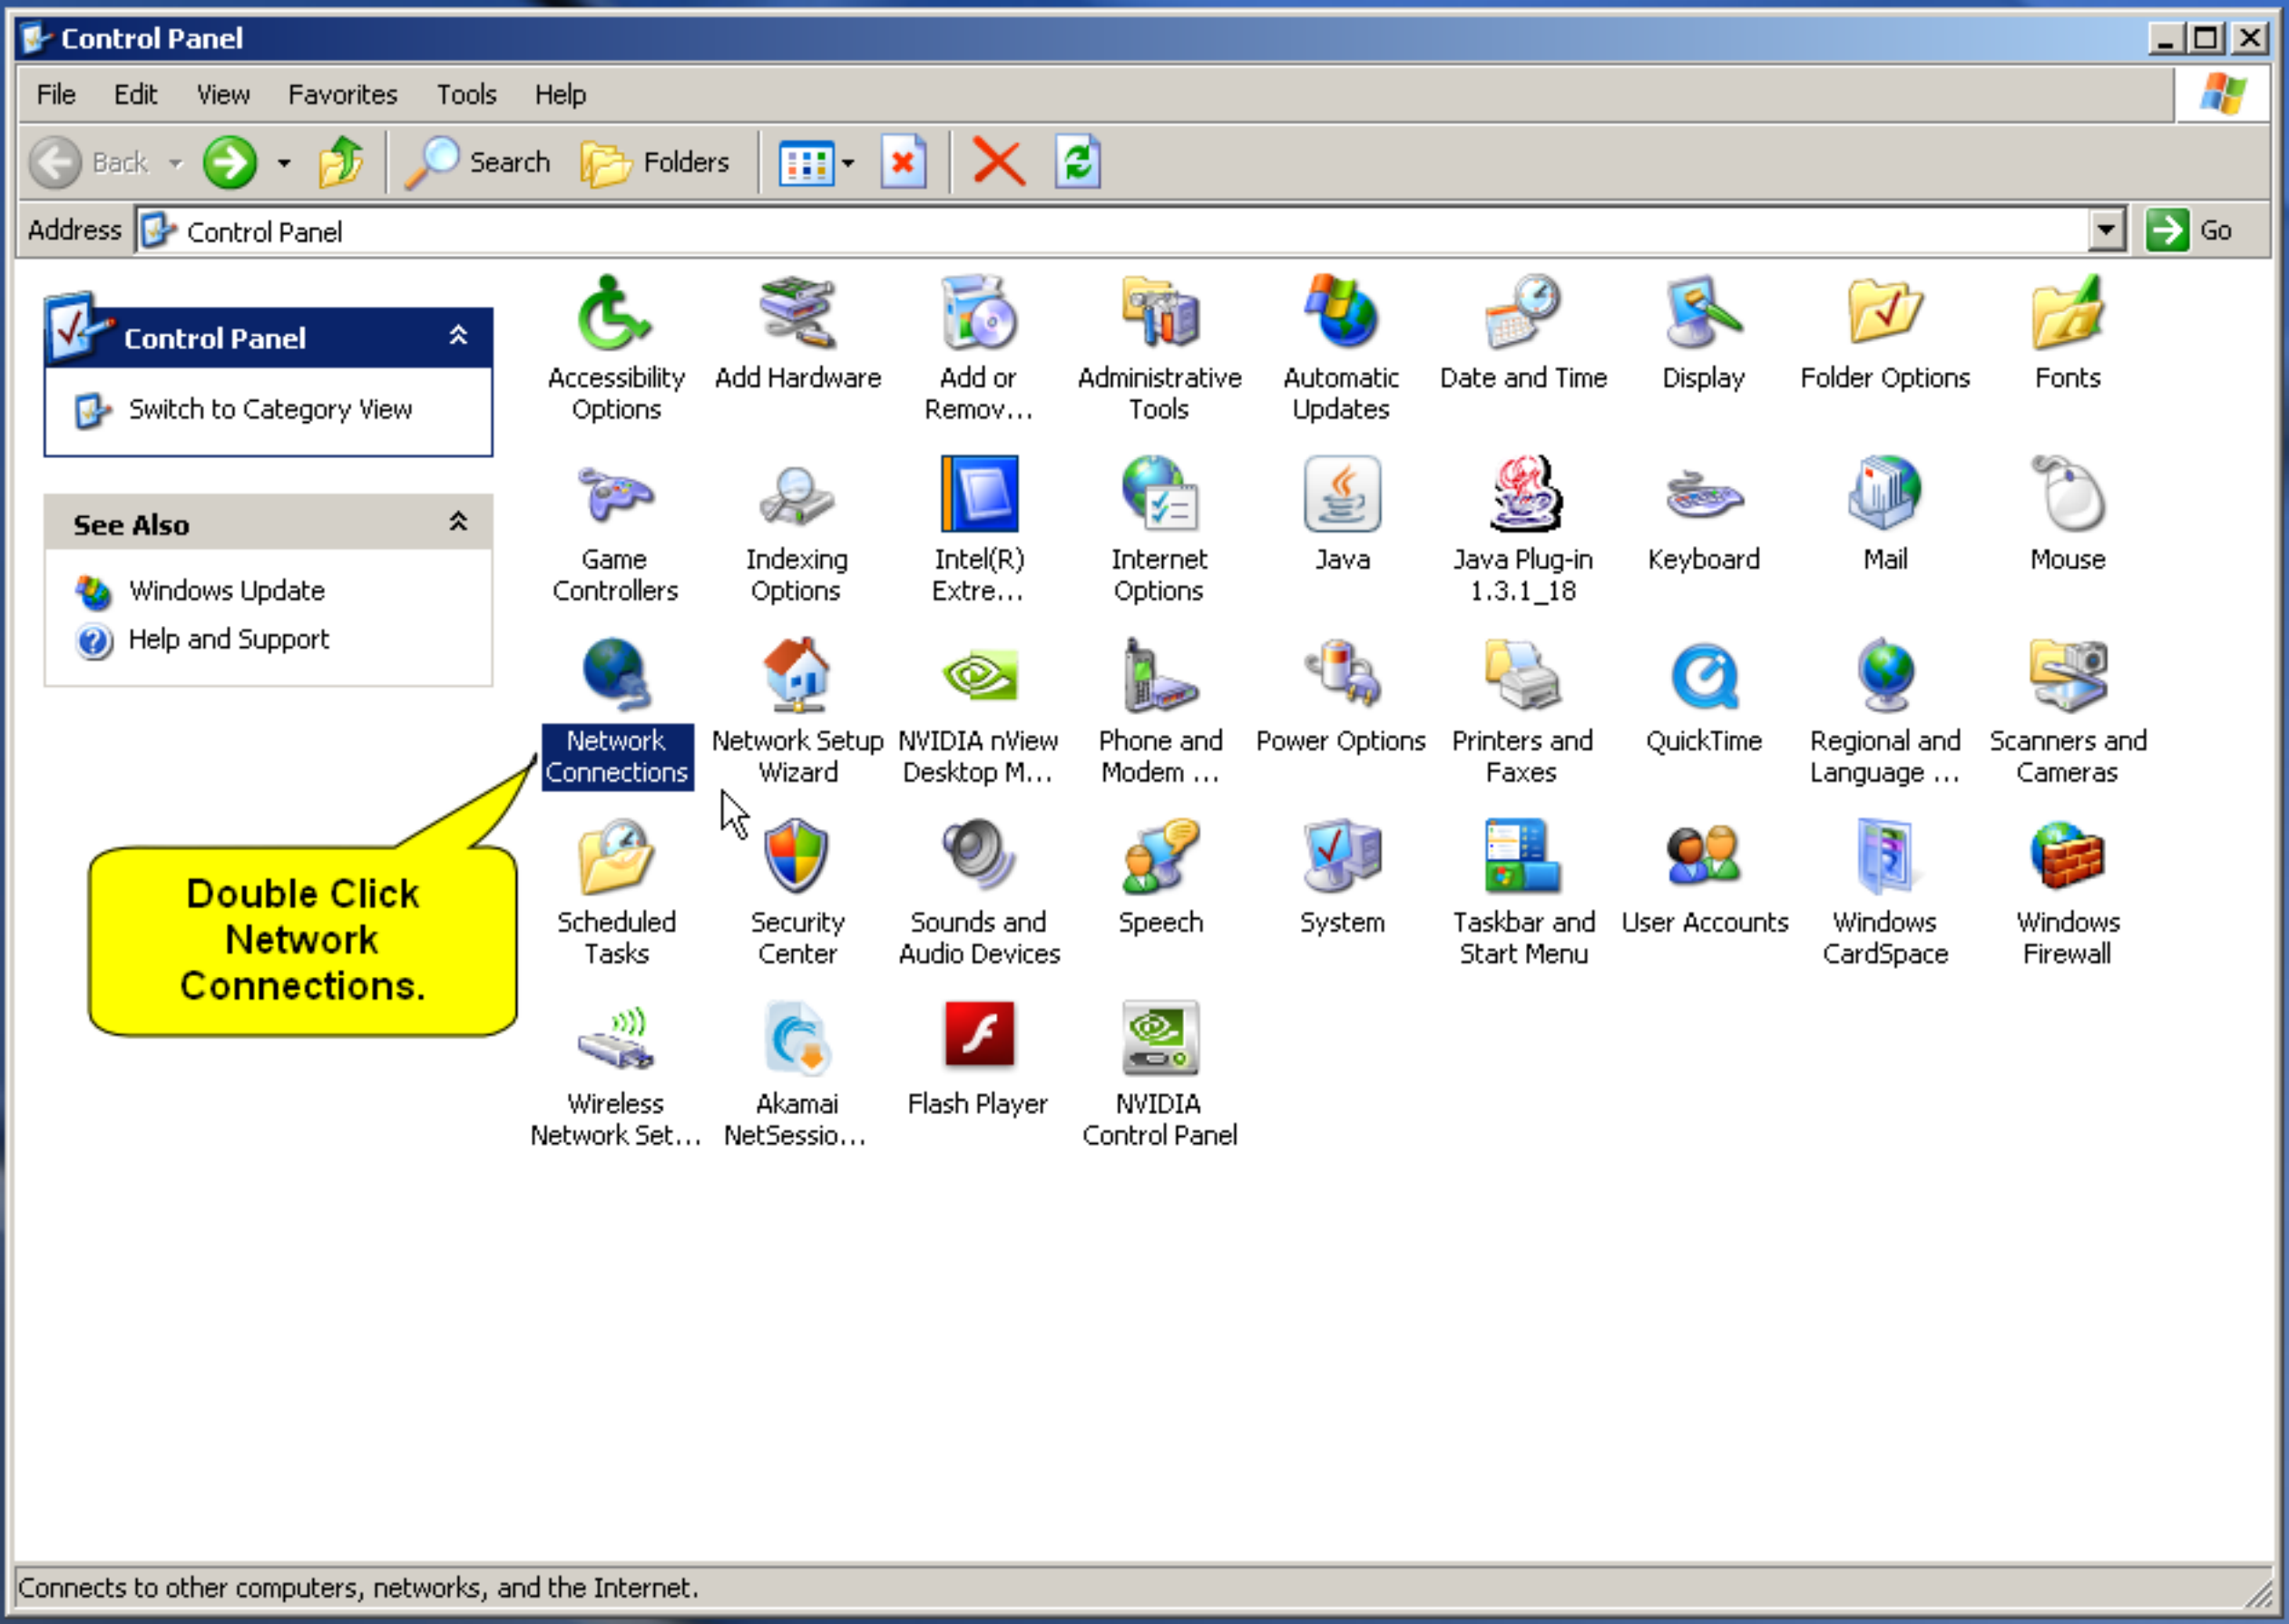 Control Panel
File Edit View Favorites Tools Help
Back Search Folders
Address Control Panel Go
Control Panel
Switch to Category View
See Also
Windows Update
Help and Support
Accessibility Options
Add Hardware
Add or Remov...
Administrative Tools
Automatic Updates
Date and Time
Display
Folder Options
Fonts
Game Controllers
Indexing Options
Intel(R) Extre...
Internet Options
Java
Java Plug-in 1.3.1_18
Keyboard
Mail
Mouse
Network Connections
Network Setup Wizard
NVIDIA nView Desktop M...
Phone and Modem ...
Power Options
Printers and Faxes
QuickTime
Regional and Language ...
Scanners and Cameras
Double Click
Network
Connections.
Scheduled Tasks
Security Center
Sounds and Audio Devices
Speech
System
Taskbar and Start Menu
User Accounts
Windows CardSpace
Windows Firewall
Wireless Network Set...
Akamai NetSessio...
Flash Player
NVIDIA Control Panel
Connects to other computers, networks, and the Internet.